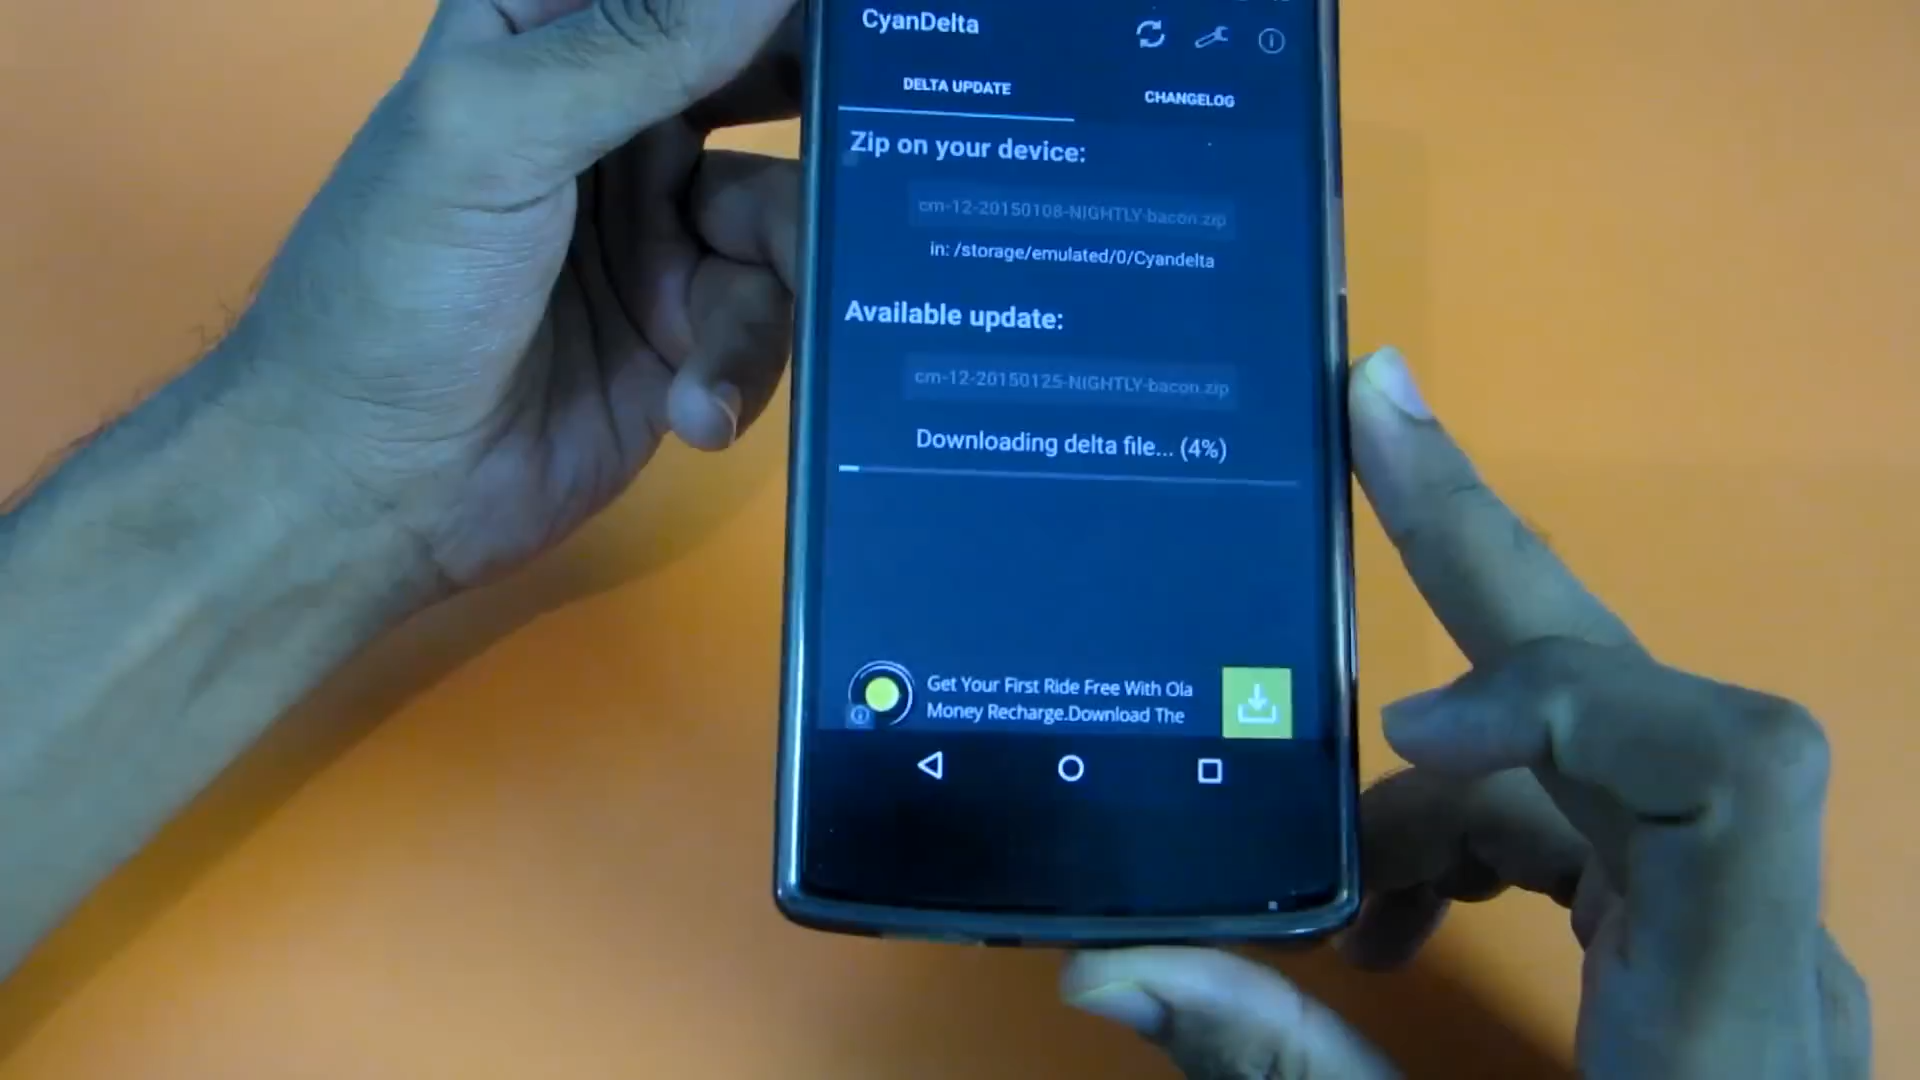 CyanDelta
DELTA UPDATE
CHANGELOG
Zip on your device:
cm-12-20150108-NIGHTLY-bacon.zip
in: /storage/emulated/0/Cyandelta
Available update:
cm-12-20150125-NIGHTLY-bacon.zip
Downloading delta file... (4%)
Get Your First Ride Free With Ola
Money Recharge.Download The